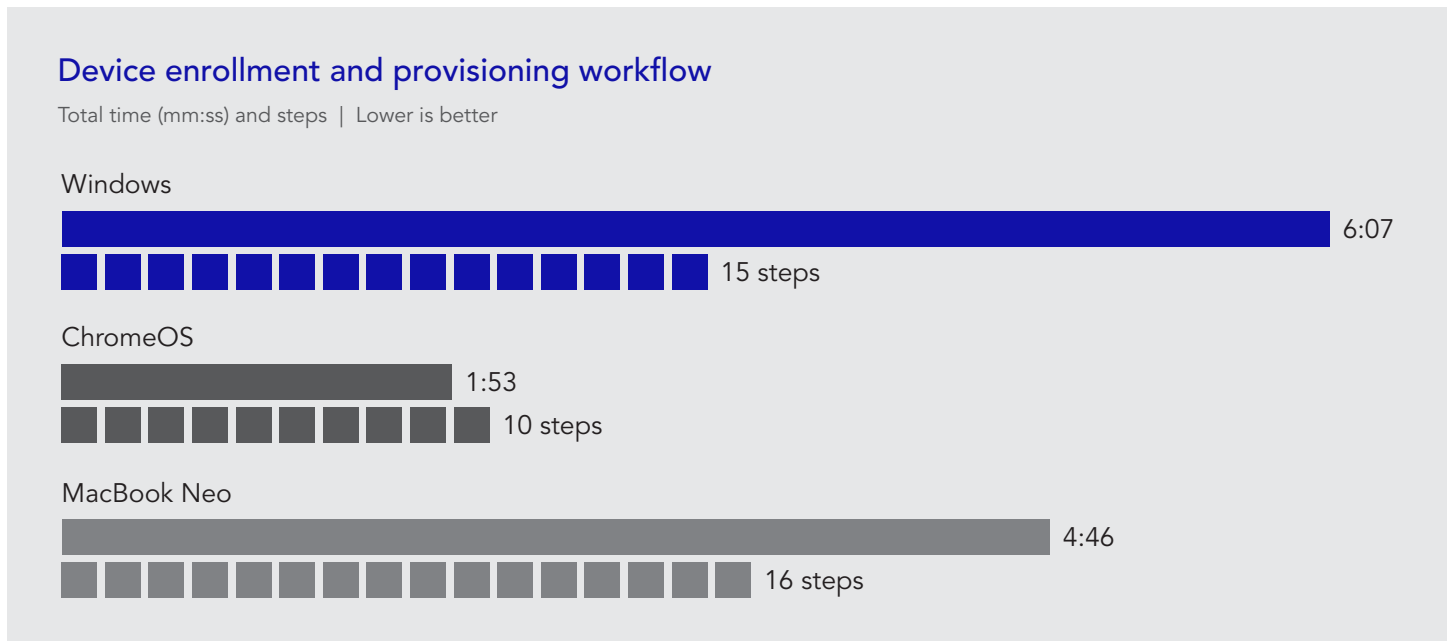 Device enrollment and provisioning workflow
Total time (mm:ss) and steps | Lower is better
Windows
6:07
15 steps
ChromeOS
1:53
10 steps
MacBook Neo
4:46
16 steps